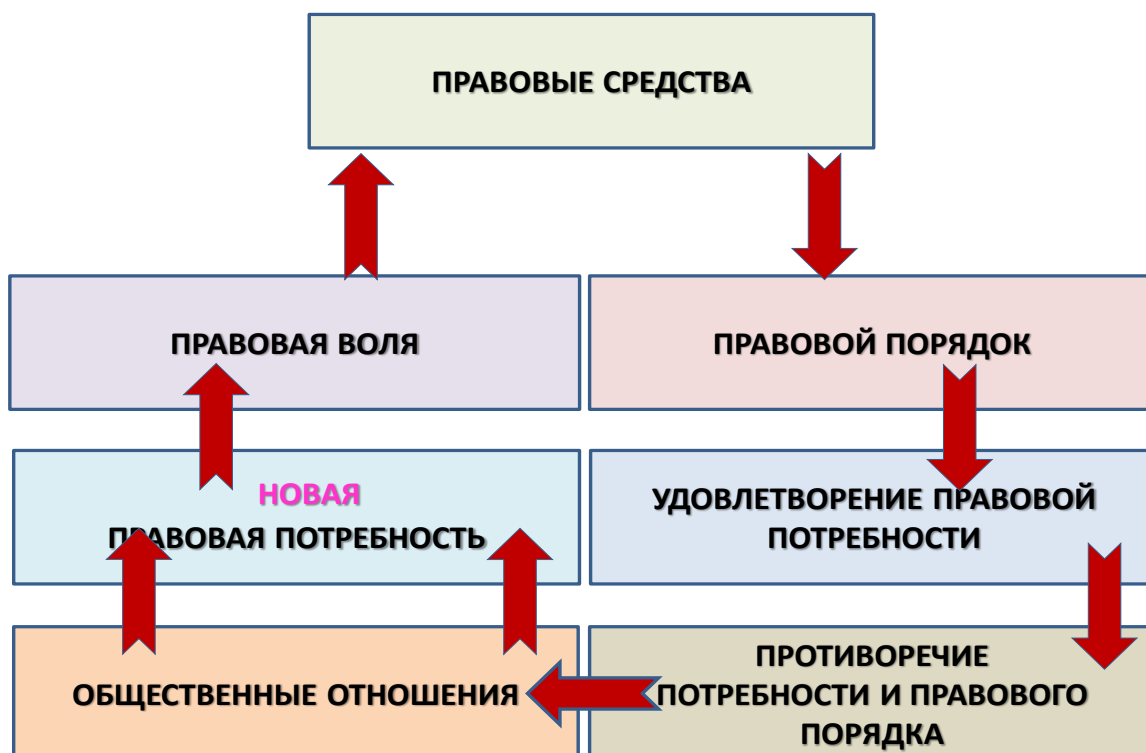 ПРАВОВЫЕ СРЕДСТВА
ПРАВОВАЯ ВОЛЯ
ПРАВОВОЙ ПОРЯДОК
НОВАЯ
ПРАВОВАЯ ПОТРЕБНОСТЬ
УДОВЛЕТВОРЕНИЕ ПРАВОВОЙ
ПОТРЕБНОСТИ
ОБЩЕСТВЕННЫЕ ОТНОШЕНИЯ
ПРОТИВОРЕЧИЕ
ПОТРЕБНОСТИ И ПРАВОВОГО
ПОРЯДКА